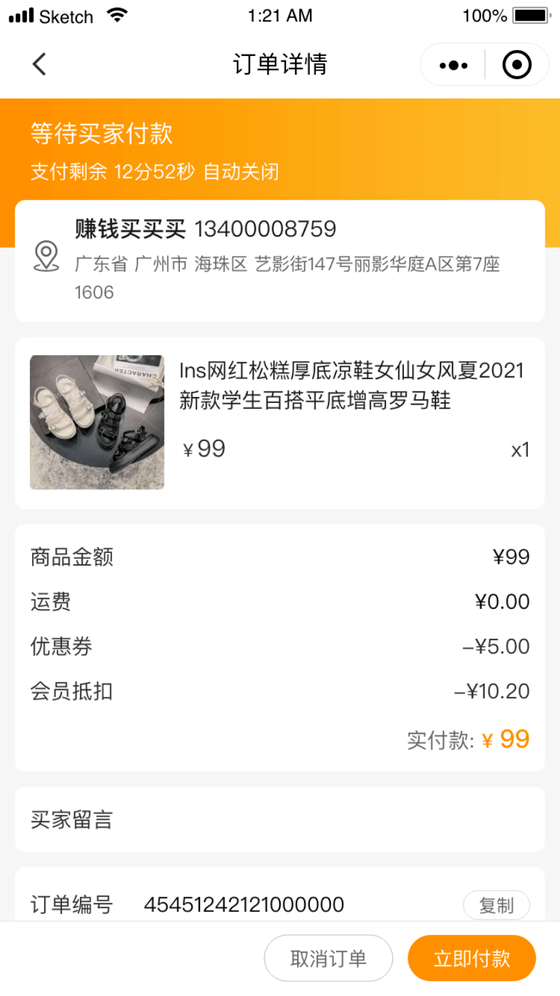 Sketch
1:21 AM
100%
订单详情
等待买家付款
支付剩余 12分52秒 自动关闭
赚钱买买买 13400008759
广东省 广州市 海珠区 艺影街147号丽影华庭A区第7座
1606
Ins网红松糕厚底凉鞋女仙女风夏2021
新款学生百搭平底增高罗马鞋
¥ 99
x1
商品金额
¥99
运费
¥0.00
优惠券
–¥5.00
会员抵扣
–¥10.20
实付款: ¥ 99
买家留言
订单编号
45451242121000000
复制
取消订单
立即付款